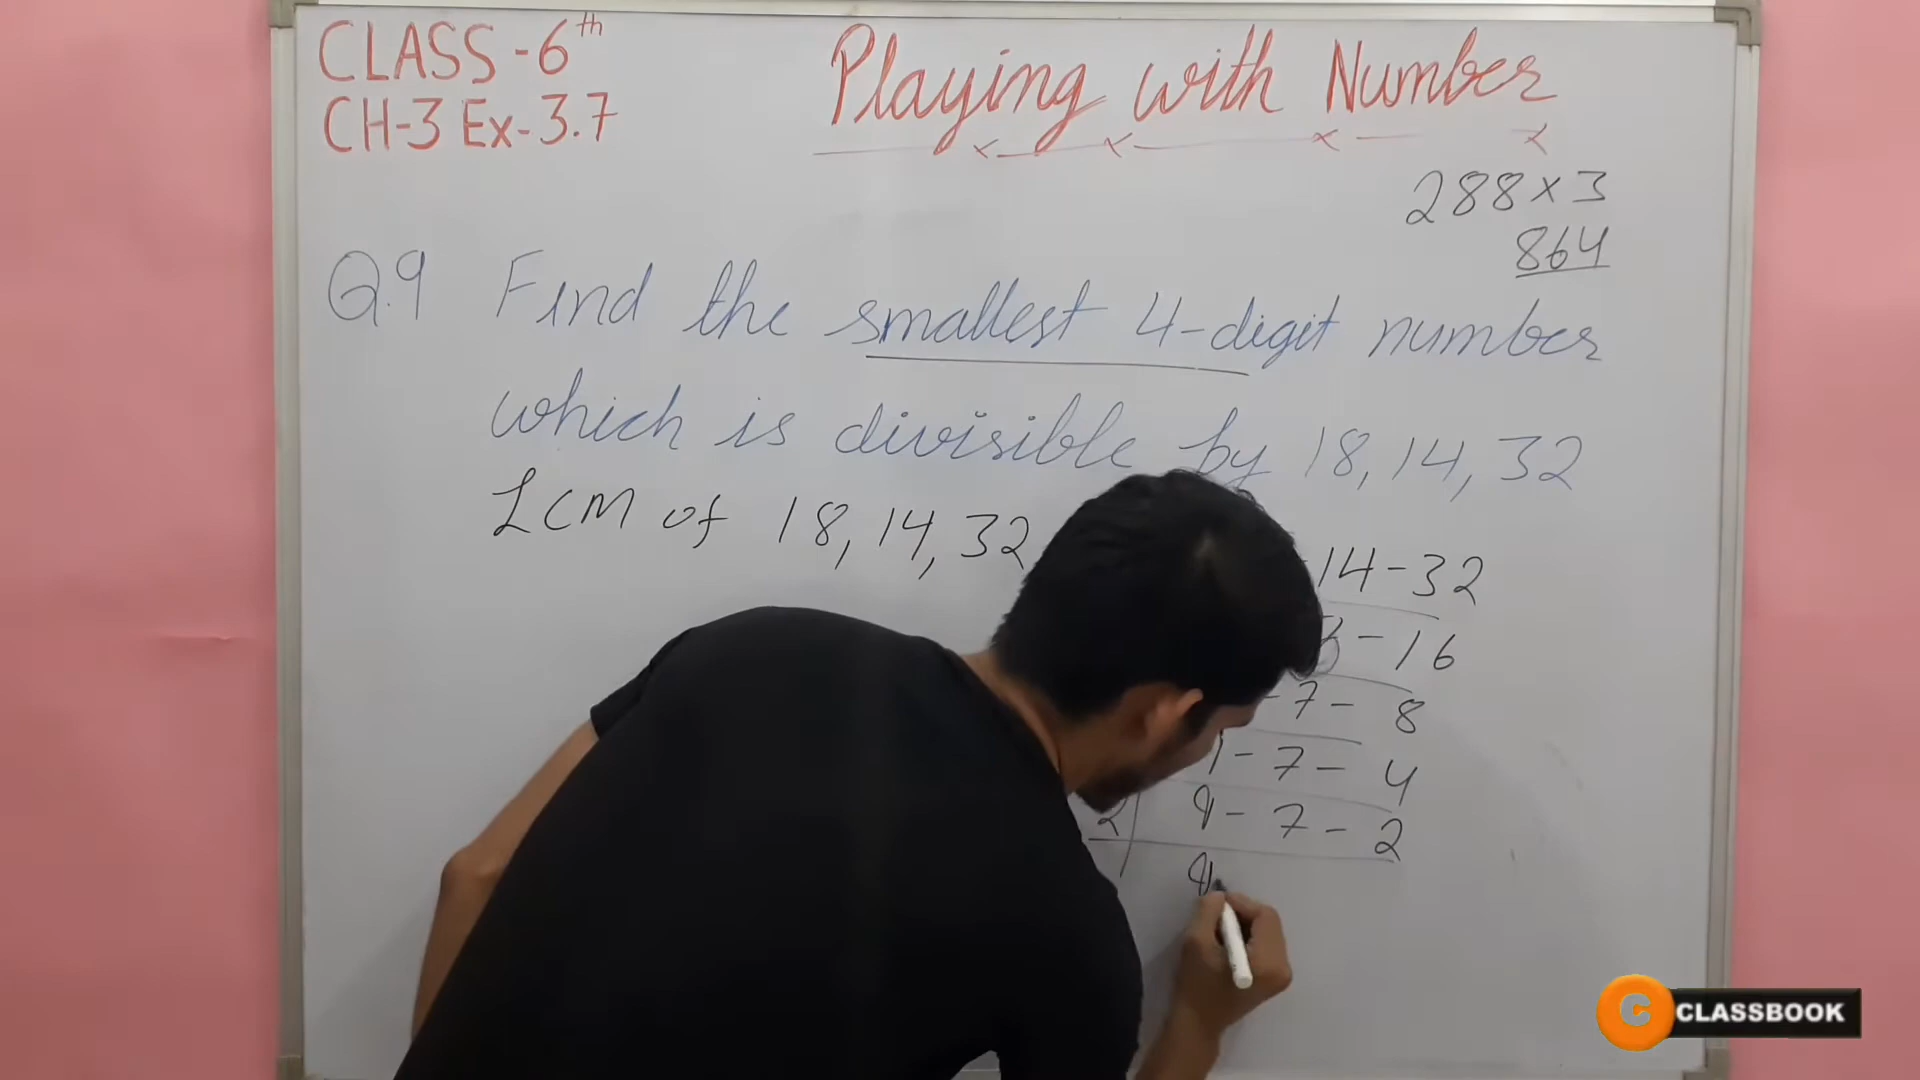 CLASS-6th
CH-3 Ex-3.7
Playing with Number
288×3
864
Q.9 Find the smallest 4-digit number
which is divisible by 18, 14, 32
LCM of 18, 14, 32
14-32
- 16
- 7 - 8
- 7 - 4
2 9 - 7 - 2
9
C CLASSBOOK